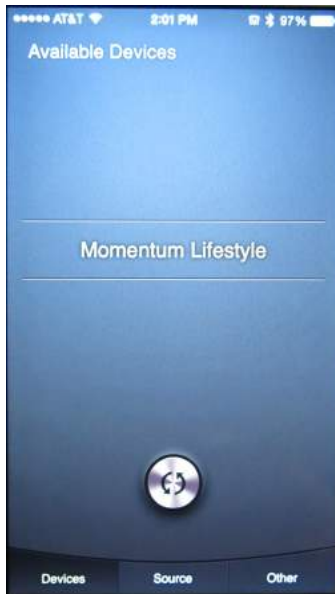 AT&T 2:01 PM 97%
Available Devices
Momentum Lifestyle
Devices Source Other